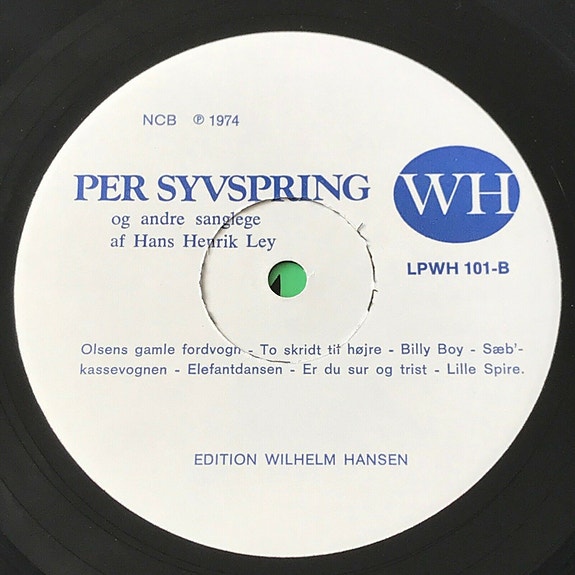 NCB ℗ 1974
PER SYVSPRING
WH
og andre sanglege
af Hans Henrik Ley
LPWH 101-B
Olsens gamle fordvogn - To skridt til højre - Billy Boy - Sæb'-
kassevognen - Elefantdansen - Er du sur og trist - Lille Spire.
EDITION WILHELM HANSEN